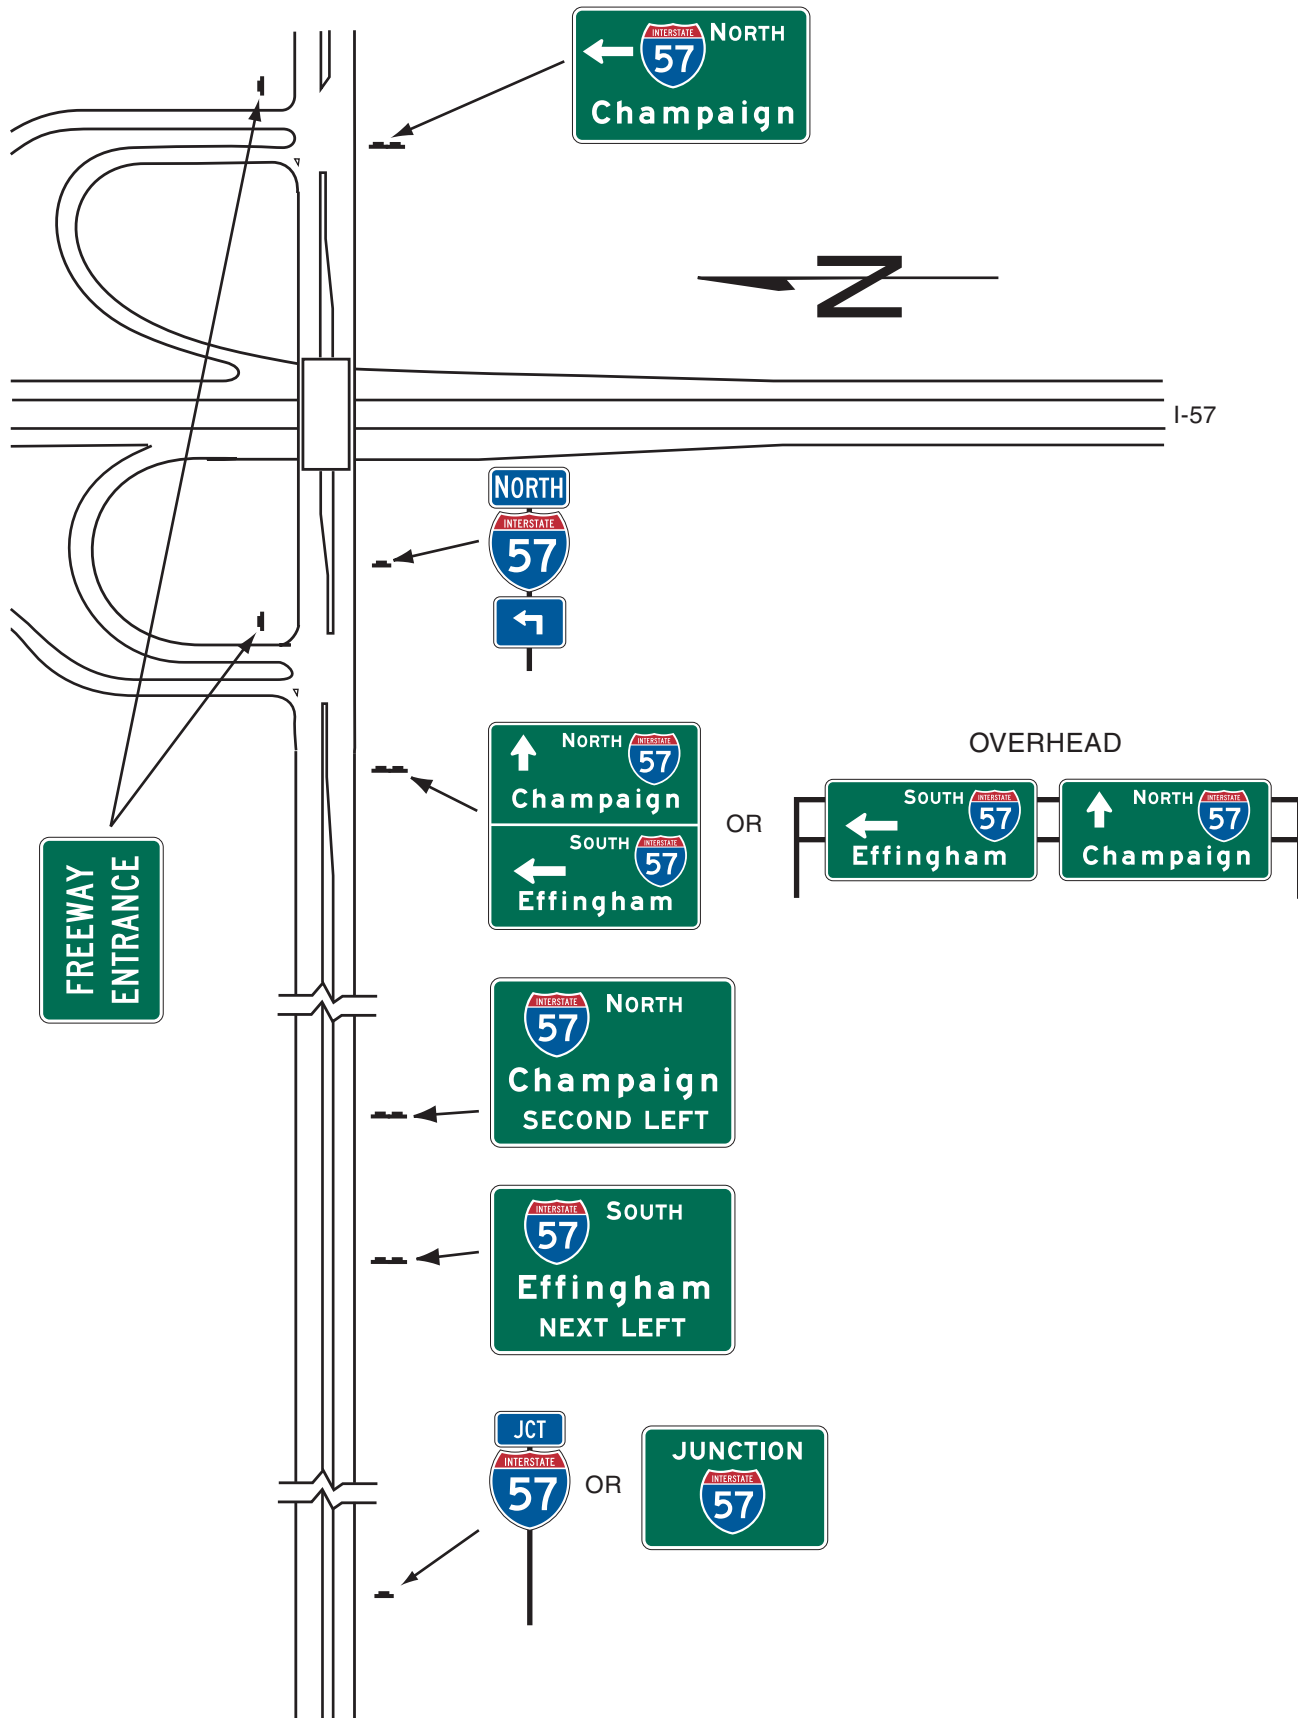 INTERSTATE
57
NORTH
Champaign
N
I-57
NORTH
INTERSTATE
57
NORTH
INTERSTATE
57
Champaign
SOUTH
INTERSTATE
57
Effingham
OR
OVERHEAD
SOUTH
INTERSTATE
57
Effingham
NORTH
INTERSTATE
57
Champaign
FREEWAY
ENTRANCE
INTERSTATE
57
NORTH
Champaign
SECOND LEFT
INTERSTATE
57
SOUTH
Effingham
NEXT LEFT
JCT
INTERSTATE
57
OR
JUNCTION
INTERSTATE
57